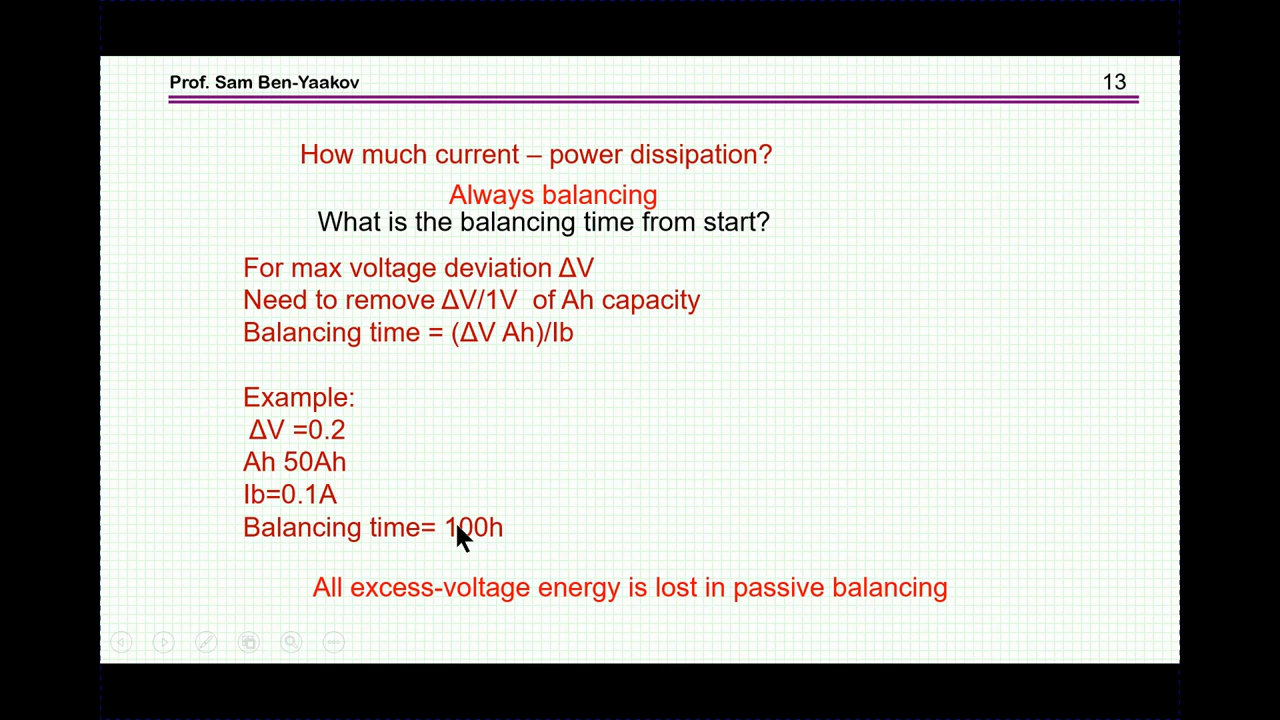 Prof. Sam Ben-Yaakov
13
How much current – power dissipation?
Always balancing
What is the balancing time from start?
For max voltage deviation ΔV
Need to remove ΔV/1V  of Ah capacity
Balancing time = (ΔV Ah)/Ib
Example:
ΔV =0.2
Ah 50Ah
Ib=0.1A
Balancing time= 100h
All excess-voltage energy is lost in passive balancing